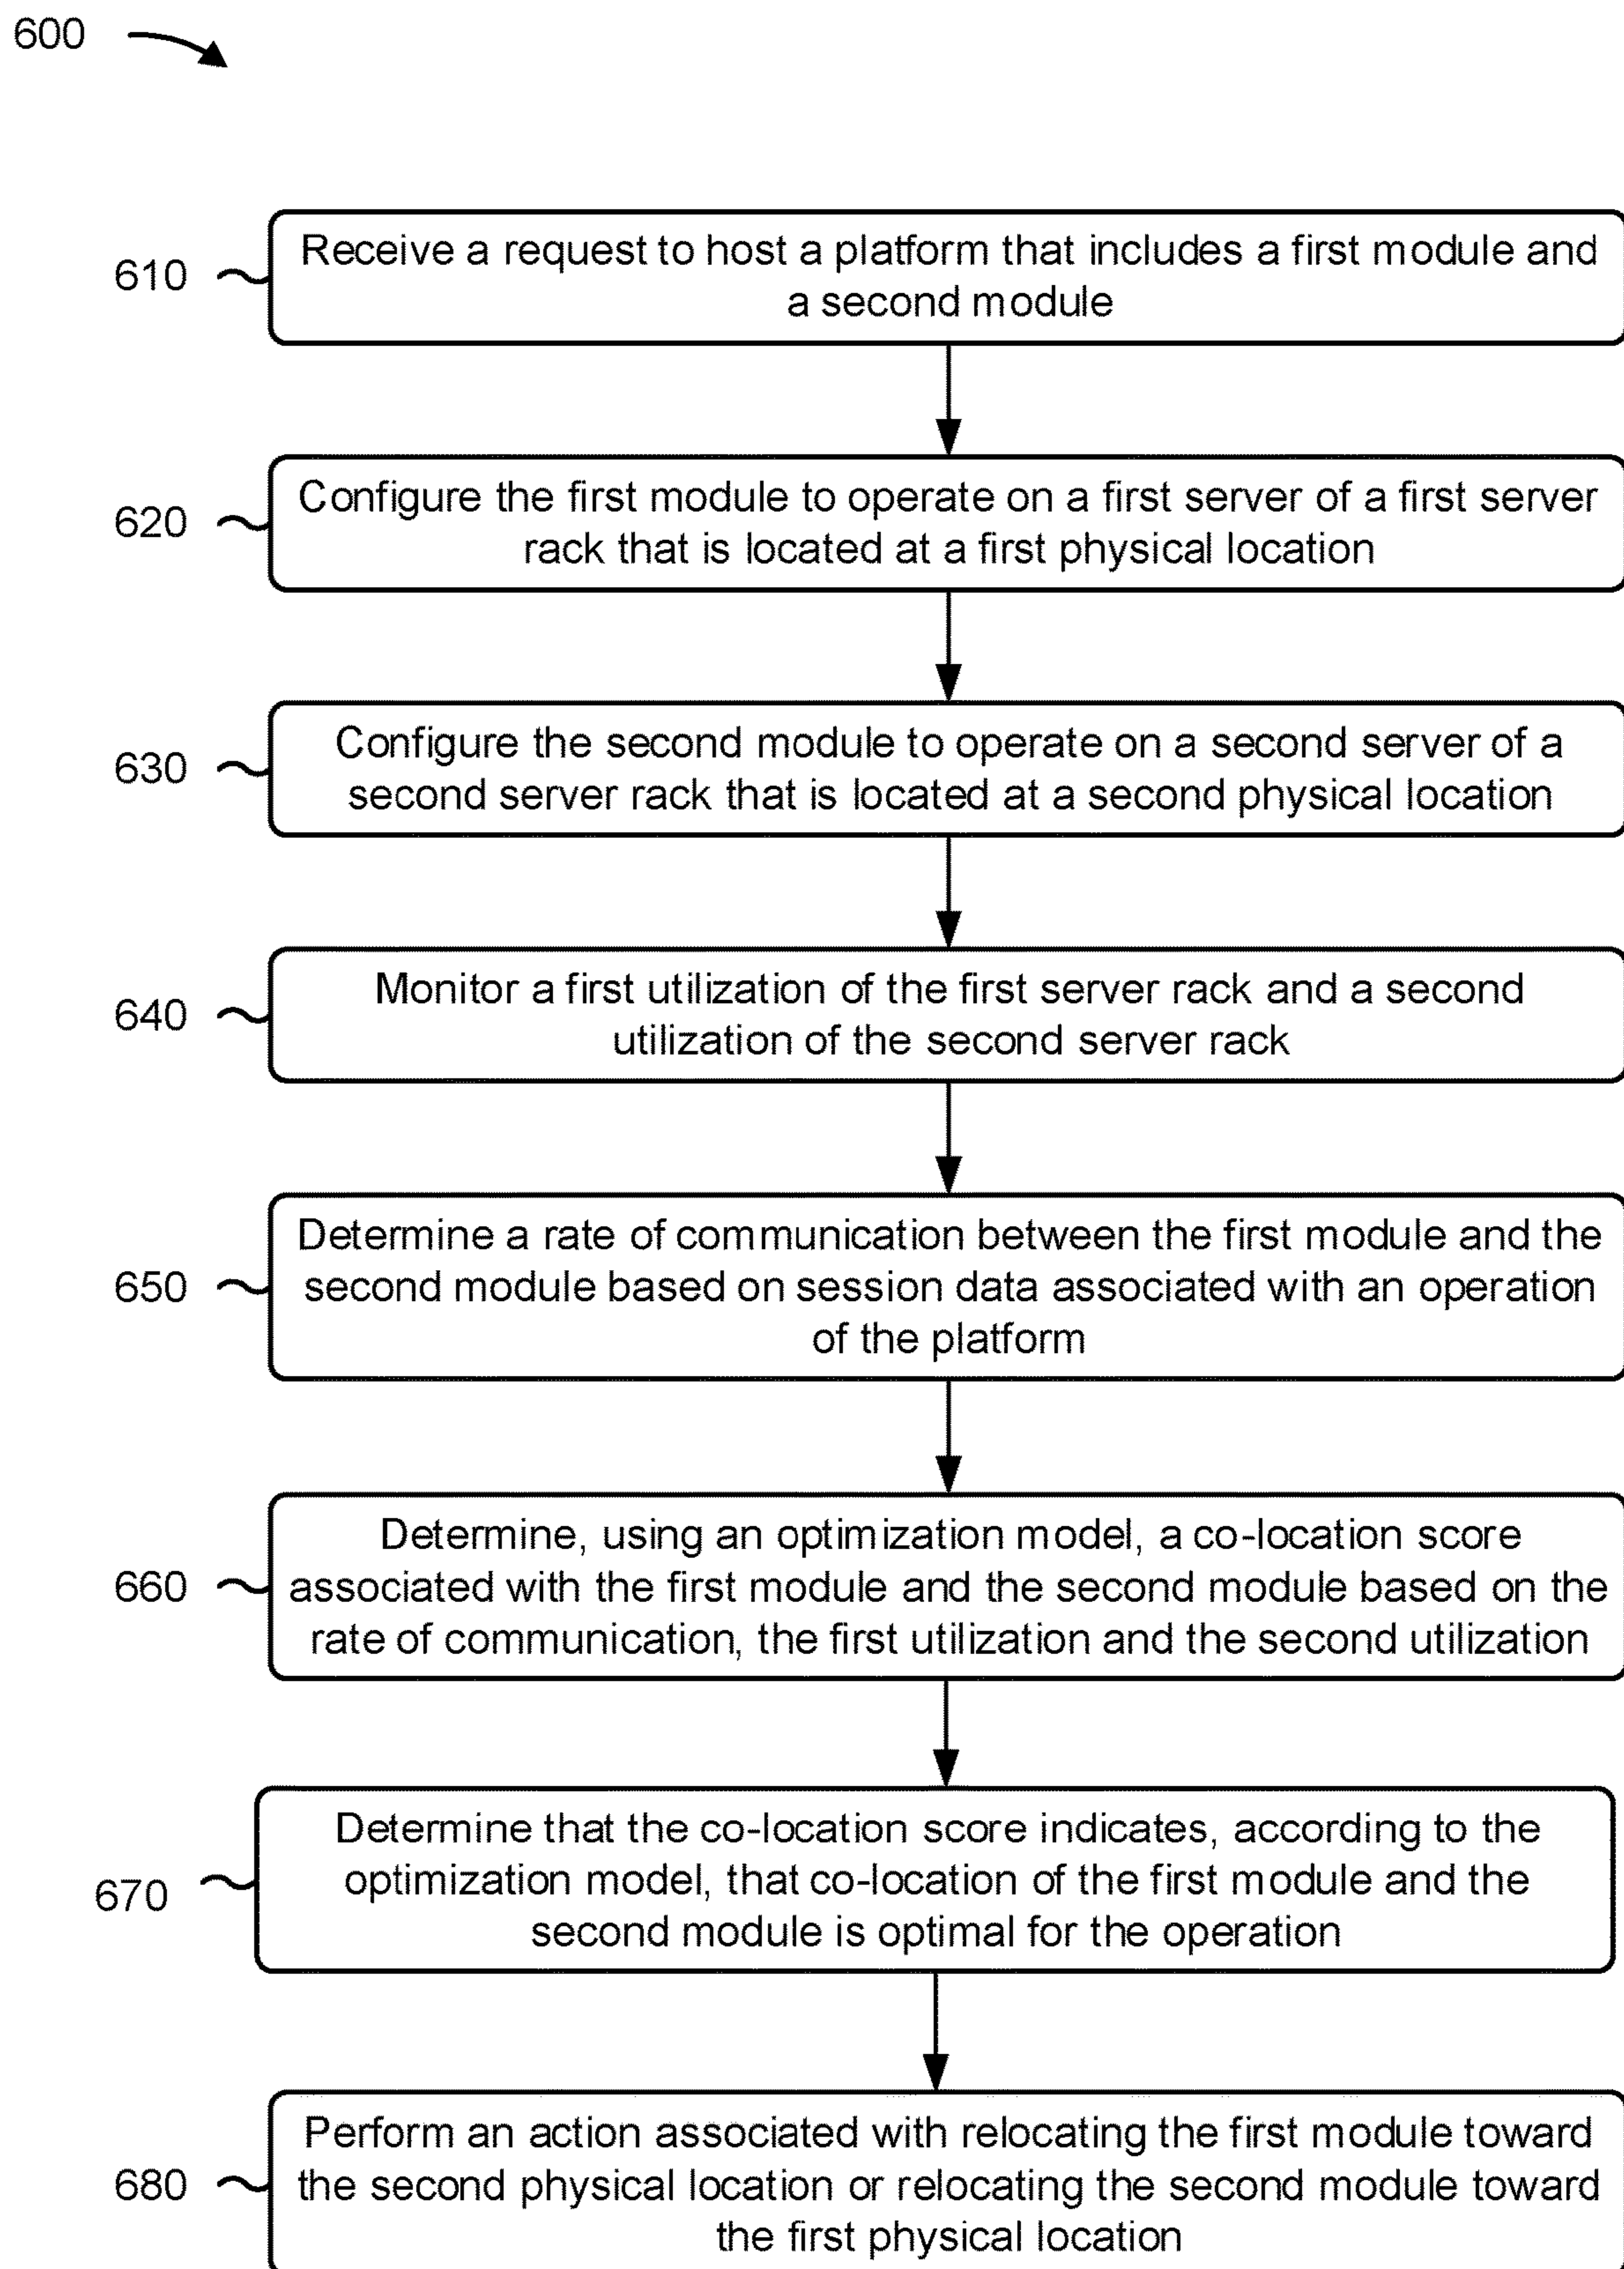 600
610
Receive a request to host a platform that includes a first module and
a second module
620
Configure the first module to operate on a first server of a first server
rack that is located at a first physical location
630
Configure the second module to operate on a second server of a
second server rack that is located at a second physical location
640
Monitor a first utilization of the first server rack and a second
utilization of the second server rack
650
Determine a rate of communication between the first module and the
second module based on session data associated with an operation
of the platform
660
Determine, using an optimization model, a co-location score
associated with the first module and the second module based on the
rate of communication, the first utilization and the second utilization
670
Determine that the co-location score indicates, according to the
optimization model, that co-location of the first module and the
second module is optimal for the operation
680
Perform an action associated with relocating the first module toward
the second physical location or relocating the second module toward
the first physical location